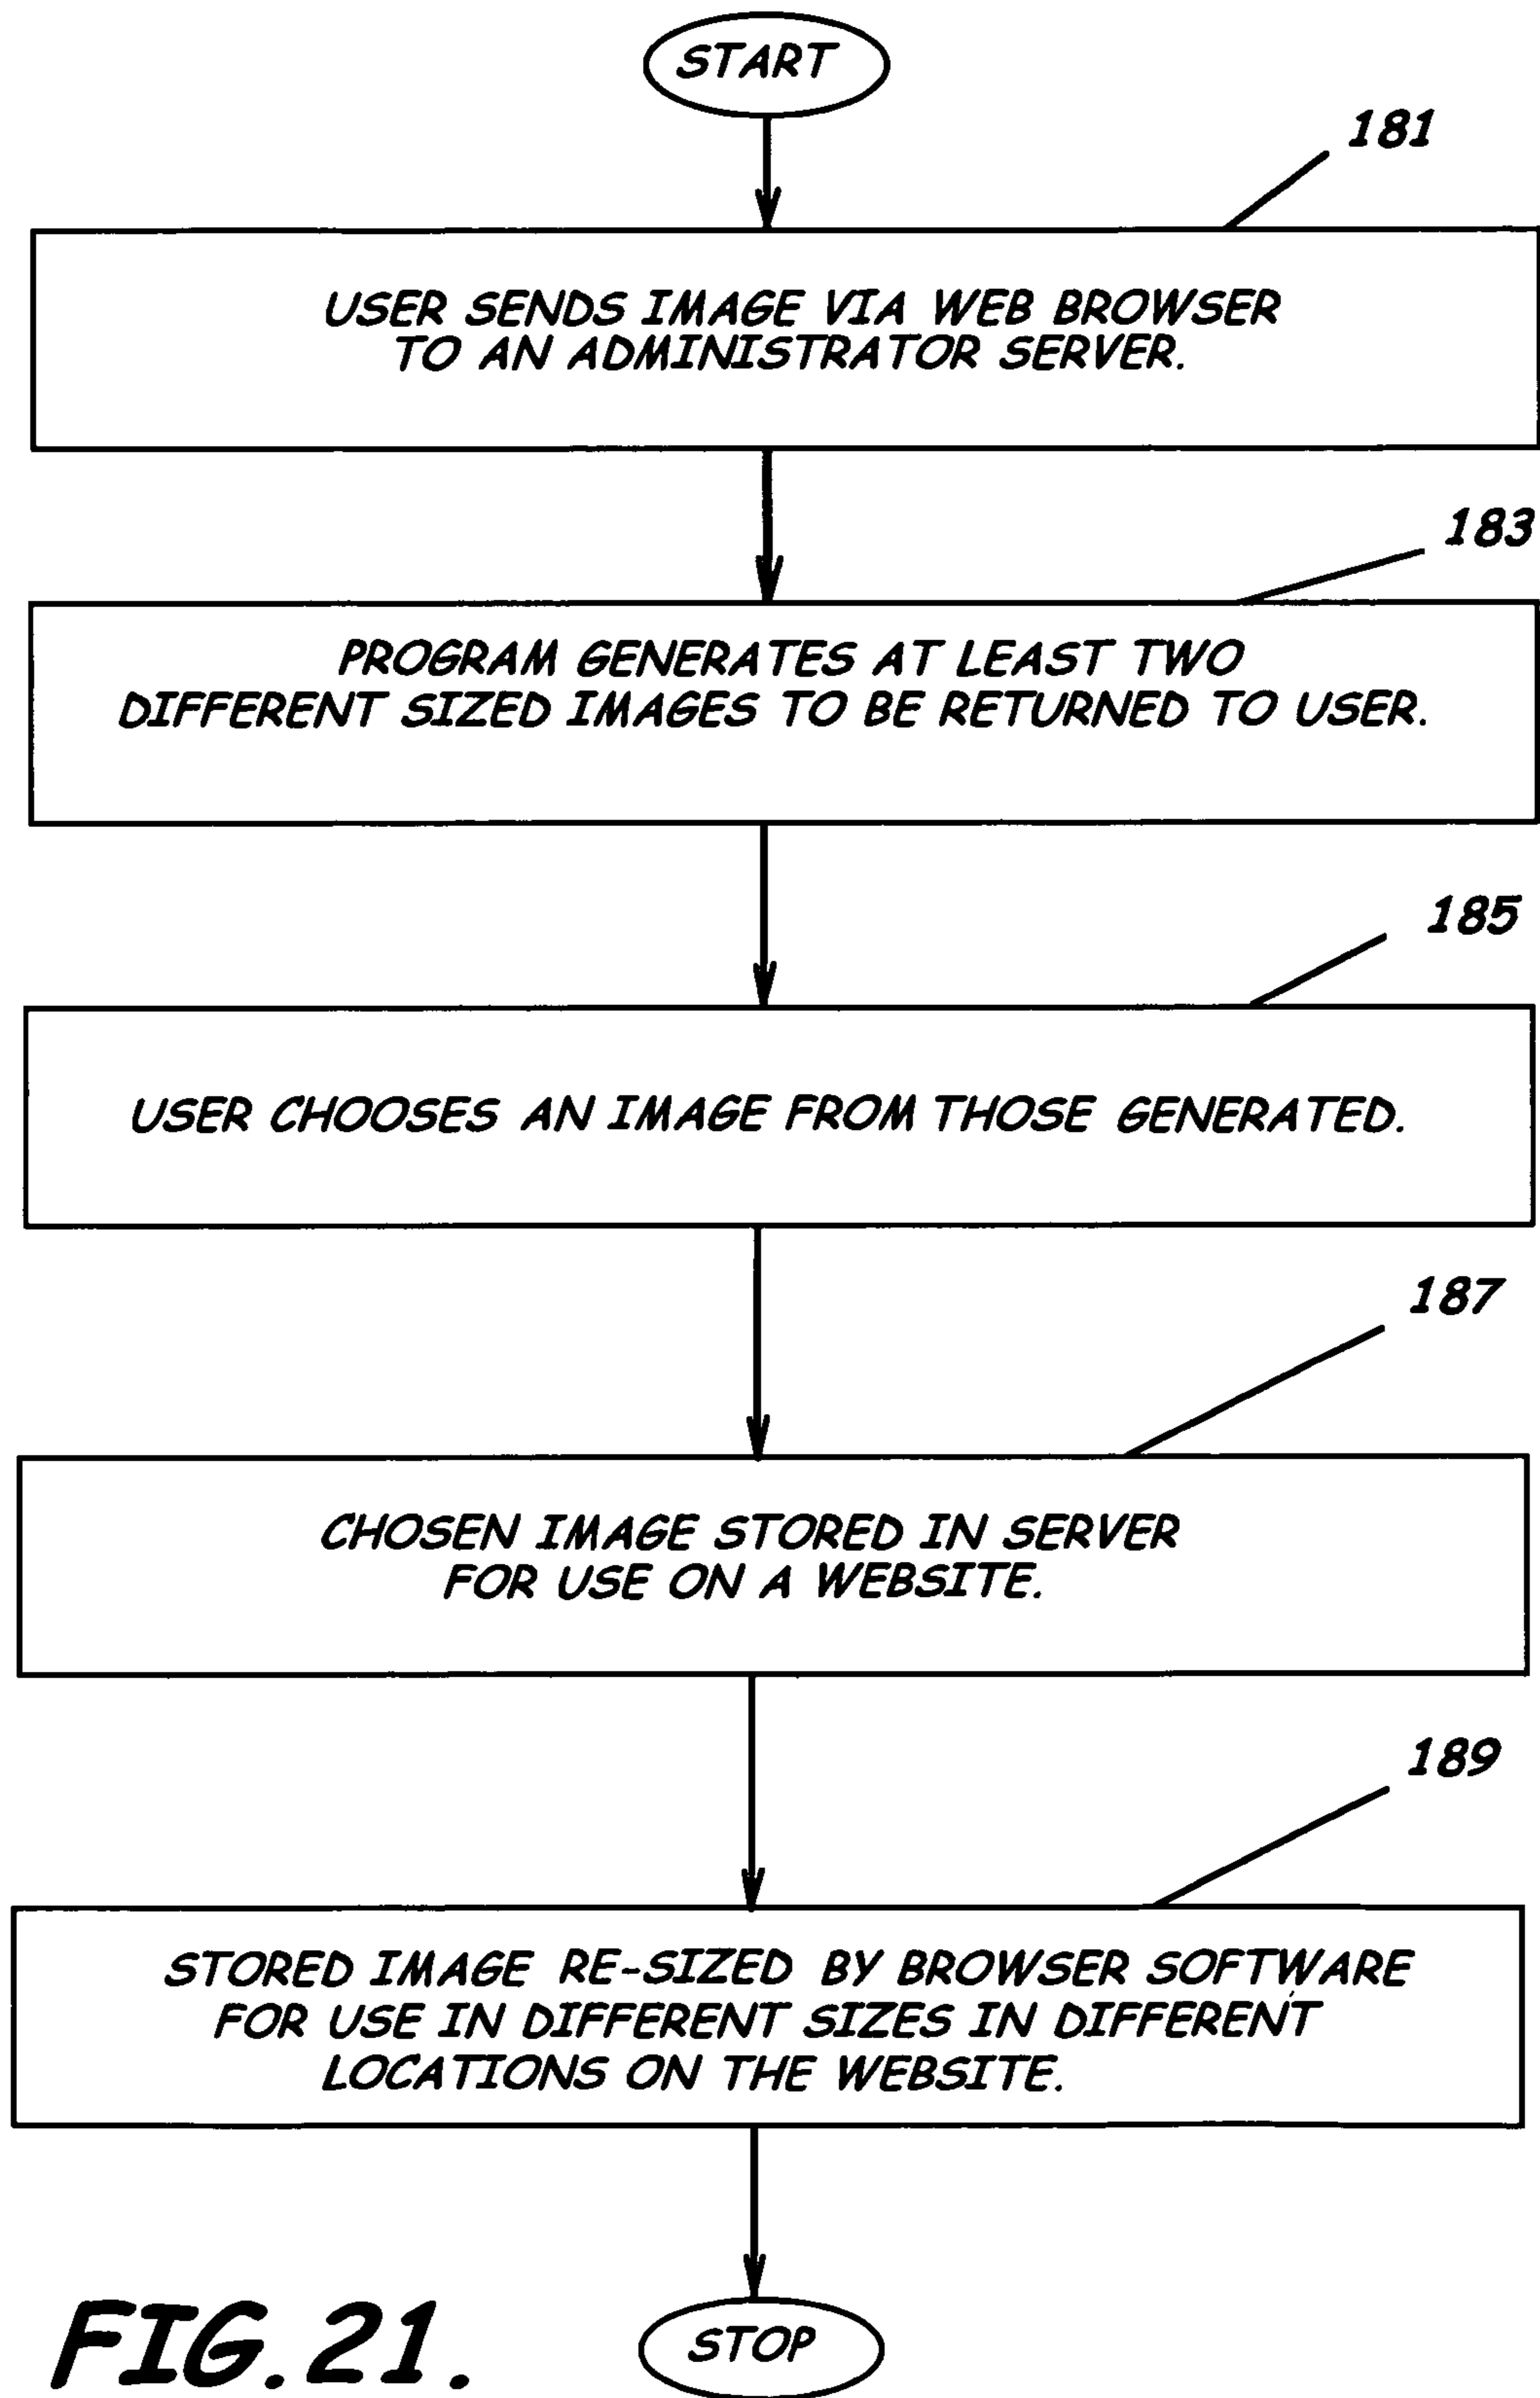 START
181
USER SENDS IMAGE VIA WEB BROWSER
TO AN ADMINISTRATOR SERVER.
183
PROGRAM GENERATES AT LEAST TWO
DIFFERENT SIZED IMAGES TO BE RETURNED TO USER.
185
USER CHOOSES AN IMAGE FROM THOSE GENERATED.
187
CHOSEN IMAGE STORED IN SERVER
FOR USE ON A WEBSITE.
189
STORED IMAGE RE-SIZED BY BROWSER SOFTWARE
FOR USE IN DIFFERENT SIZES IN DIFFERENT
LOCATIONS ON THE WEBSITE.
STOP
FIG.21.